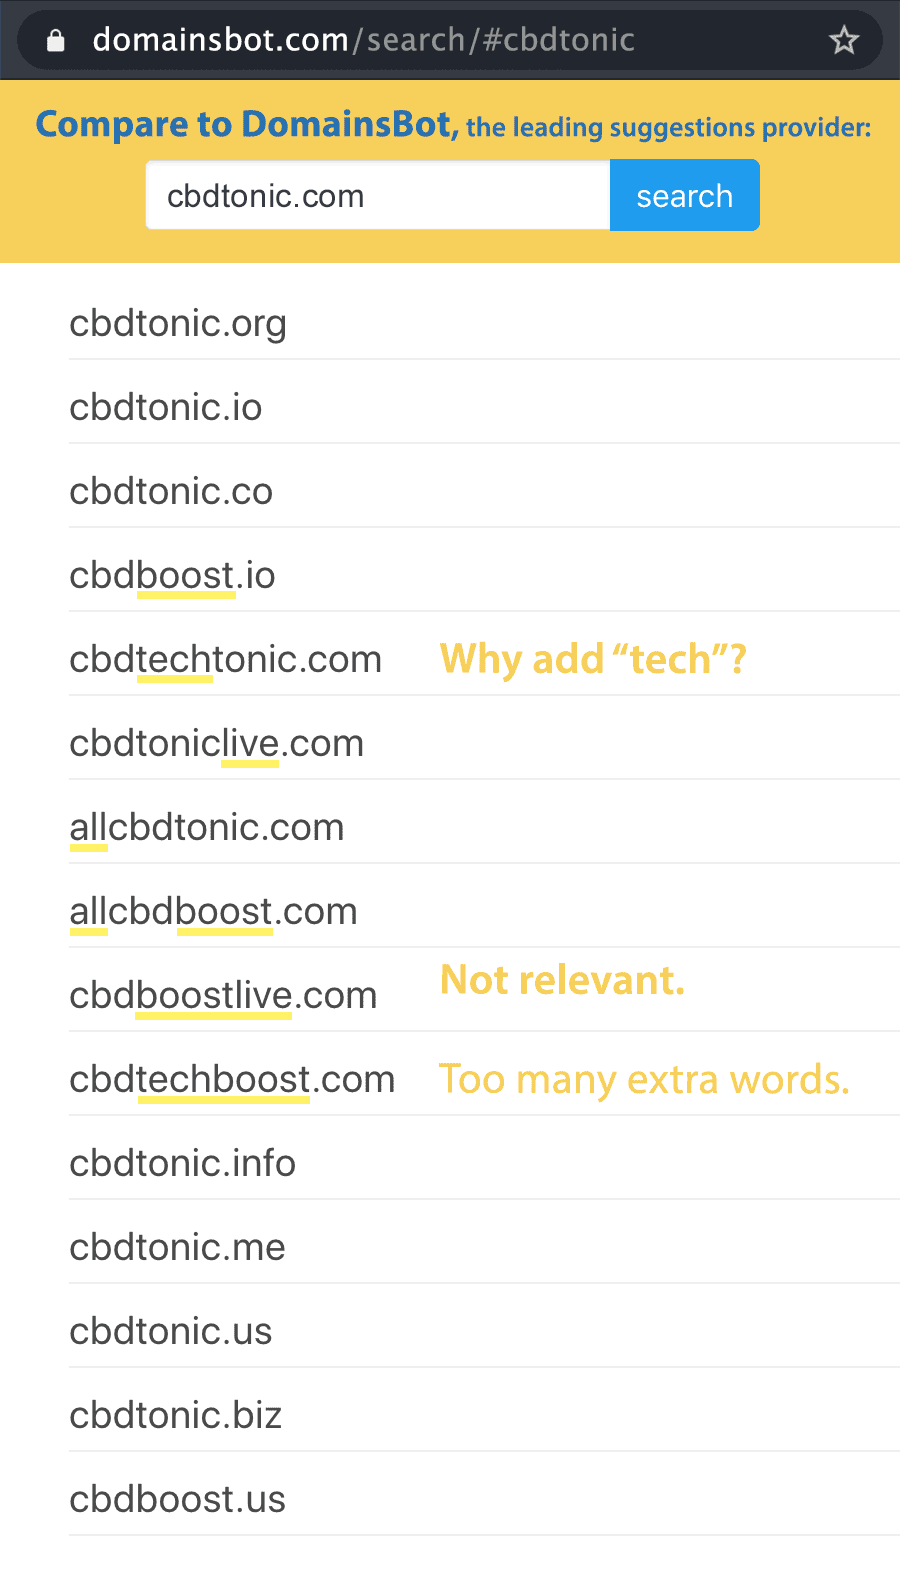 domainsbot.com/search/#cbdtonic
Compare to DomainsBot, the leading suggestions provider:
cbdtonic.com search
cbdtonic.org
cbdtonic.io
cbdtonic.co
cbdboost.io
cbdtechtonic.com Why add “tech”?
cbdtoniclive.com
allcbdtonic.com
allcbdboost.com
cbdboostlive.com Not relevant.
cbdtechboost.com Too many extra words.
cbdtonic.info
cbdtonic.me
cbdtonic.us
cbdtonic.biz
cbdboost.us